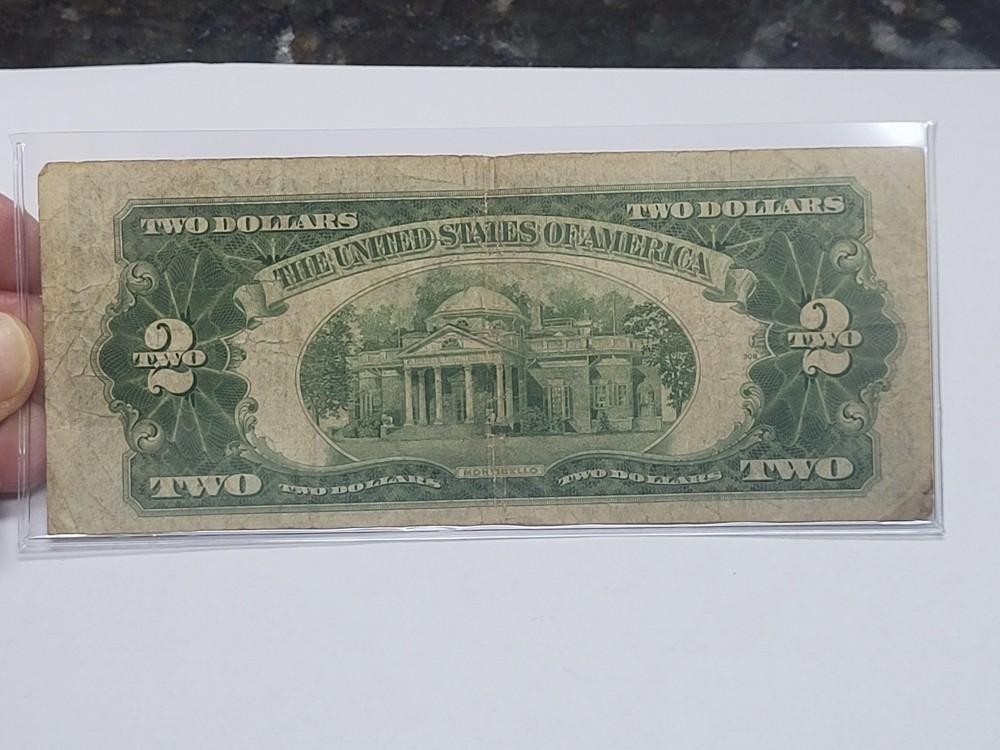 TWO DOLLARS
TWO DOLLARS
THE UNITED STATES OF AMERICA
2
TWO
2
TWO
308
MONTICELLO
TWO
TWO DOLLARS
TWO DOLLARS
TWO